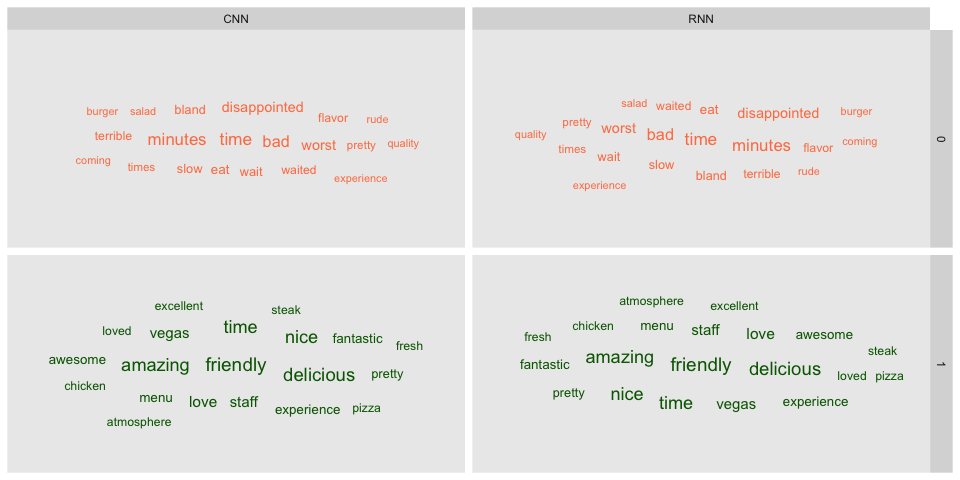 CNN
RNN
burger salad bland disappointed flavor rude
terrible minutes time bad worst pretty quality
coming times slow eat wait waited experience
salad waited eat disappointed burger
quality pretty worst bad time minutes flavor coming
times wait slow bland terrible rude
experience
0
excellent steak
loved vegas time nice fantastic fresh
awesome amazing friendly delicious pretty
chicken menu love staff experience pizza
atmosphere
atmosphere excellent
fresh chicken menu staff love awesome
fantastic amazing friendly delicious steak
loved pizza
pretty nice time vegas experience
1